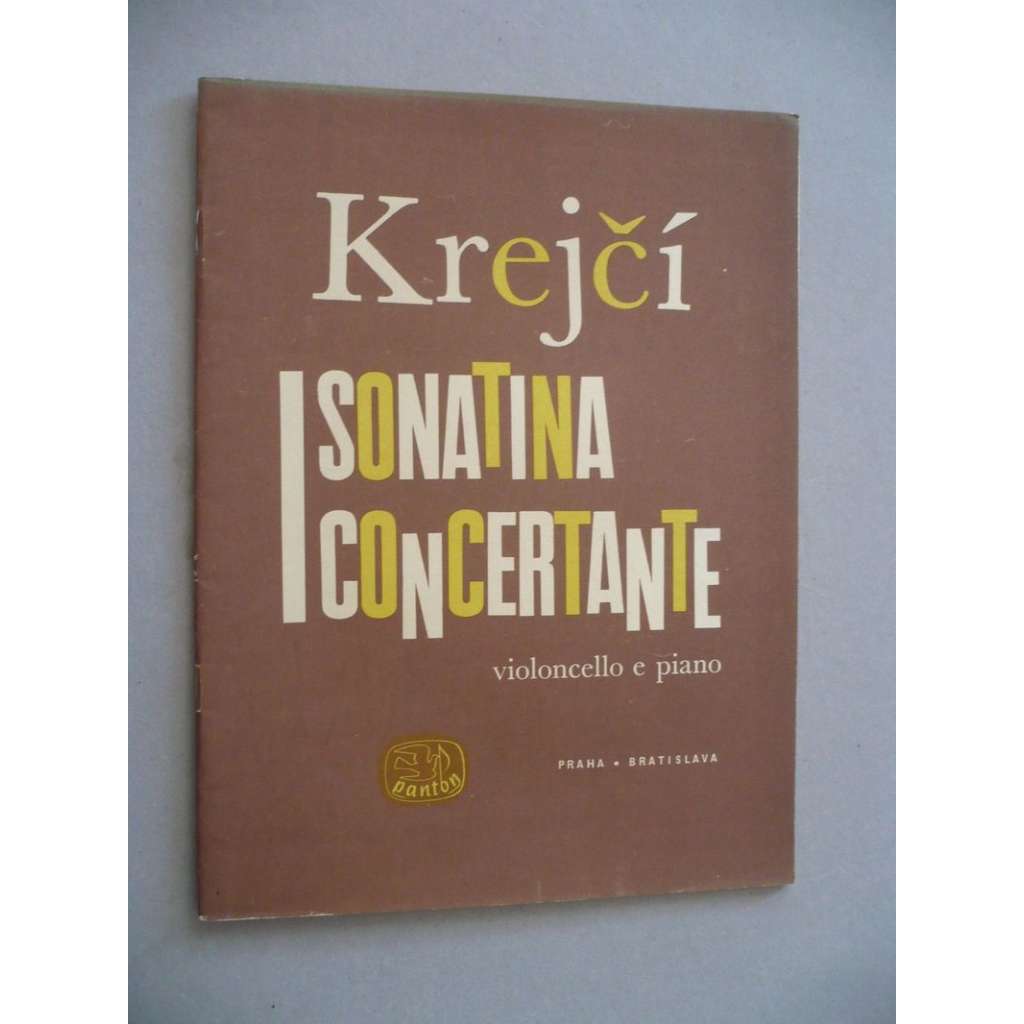 Krejčí
SONATINA
CONCERTANTE
violoncello e piano
panton
PRAHA • BRATISLAVA